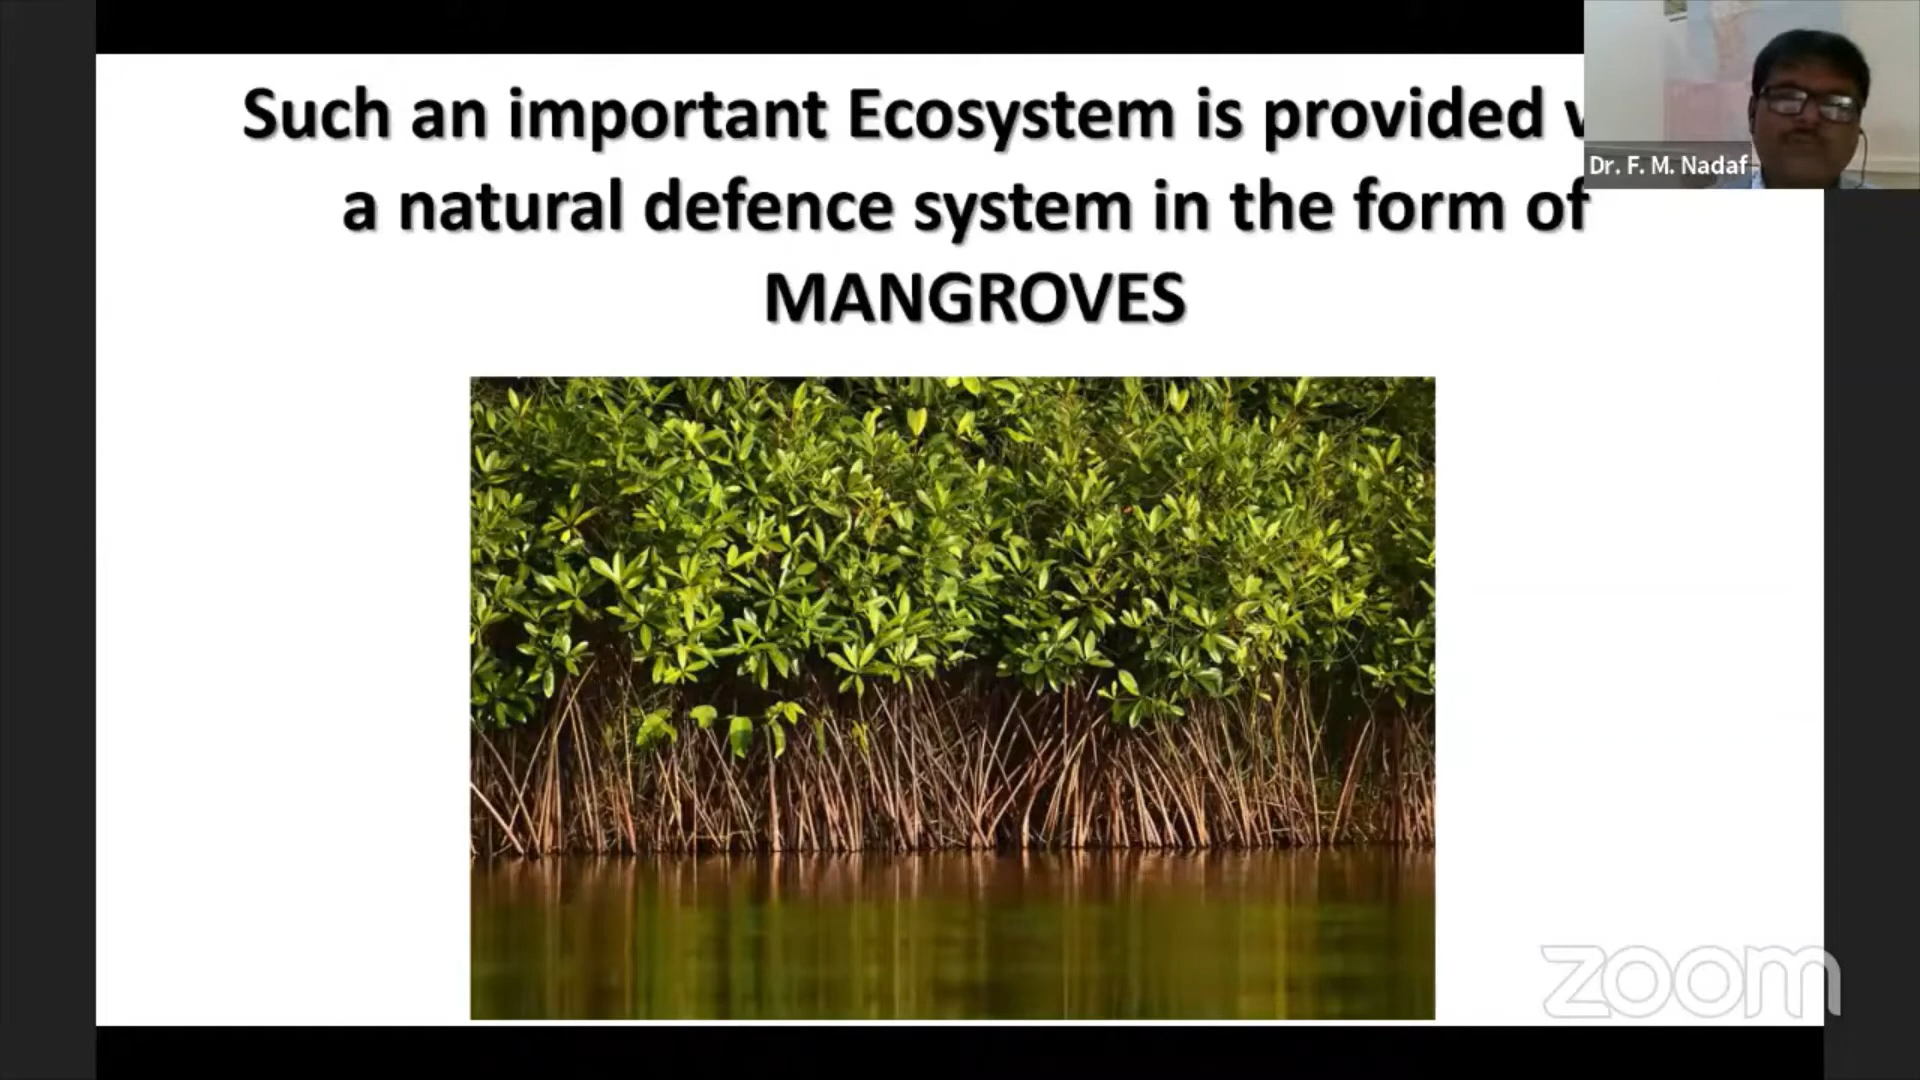 Such an important Ecosystem is provided
a natural defence system in the form of
MANGROVES
Dr. F. M. Nadaf
zoom